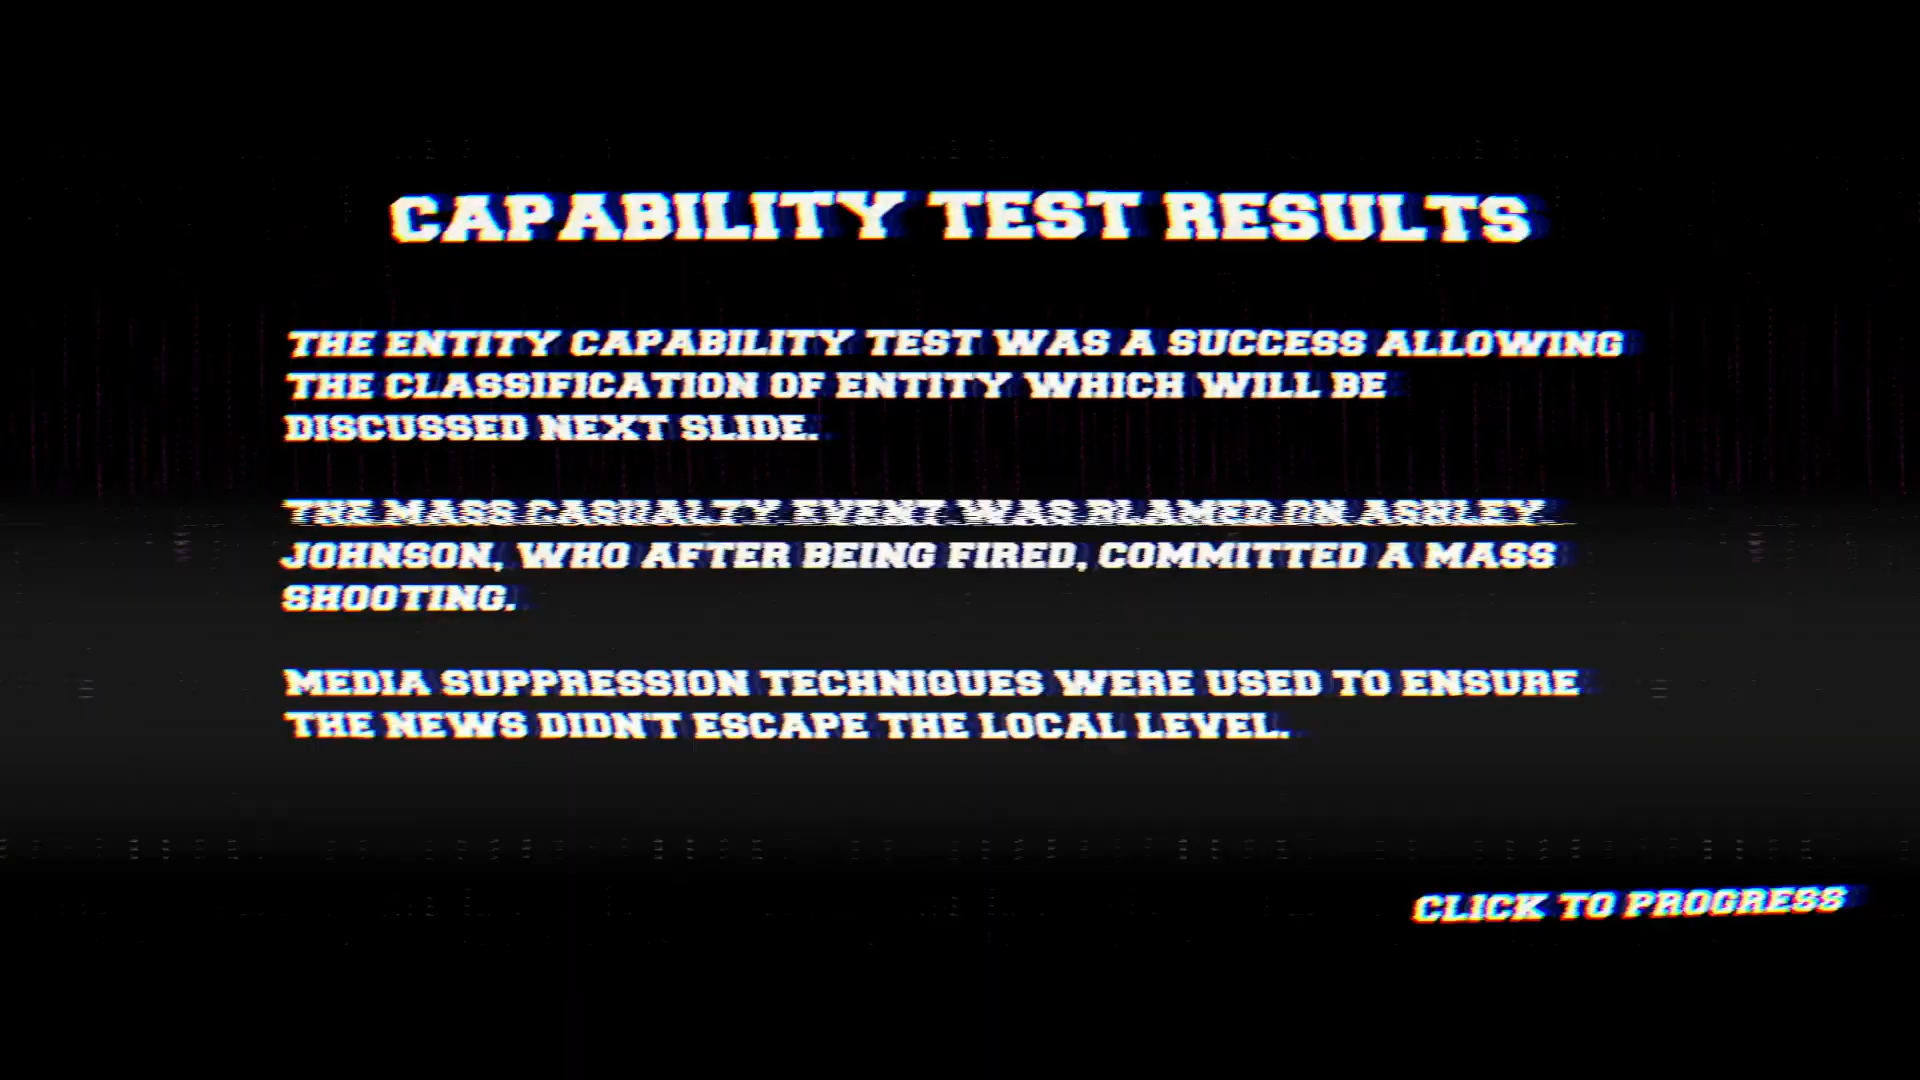 CAPABILITY TEST RESULTS
THE ENTITY CAPABILITY TEST WAS A SUCCESS ALLOWING
THE CLASSIFICATION OF ENTITY WHICH WILL BE
DISCUSSED NEXT SLIDE.
THE MASS CASUALTY EVENT WAS BLAMED ON ASHLEY
JOHNSON, WHO AFTER BEING FIRED, COMMITTED A MASS
SHOOTING.
MEDIA SUPPRESSION TECHNIQUES WERE USED TO ENSURE
THE NEWS DIDN'T ESCAPE THE LOCAL LEVEL.
CLICK TO PROGRESS